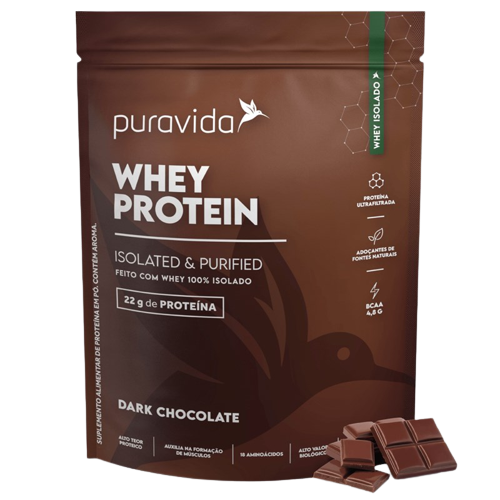 puravida
WHEY ISOLADO
WHEY
PROTEIN
ISOLATED & PURIFIED
FEITO COM WHEY 100% ISOLADO
22 g de PROTEÍNA
PROTEÍNA
ULTRAFILTRADA
ADOÇANTES DE
FONTES NATURAIS
BCAA
4,8 G
SUPLEMENTO ALIMENTAR DE PROTEÍNA EM PÓ. CONTÉM AROMA.
DARK CHOCOLATE
ALTO TEOR
PROTEICO
AUXILIA NA FORMAÇÃO
DE MÚSCULOS
18 AMINOÁCIDOS
ALTO VALOR
BIOLÓGICO